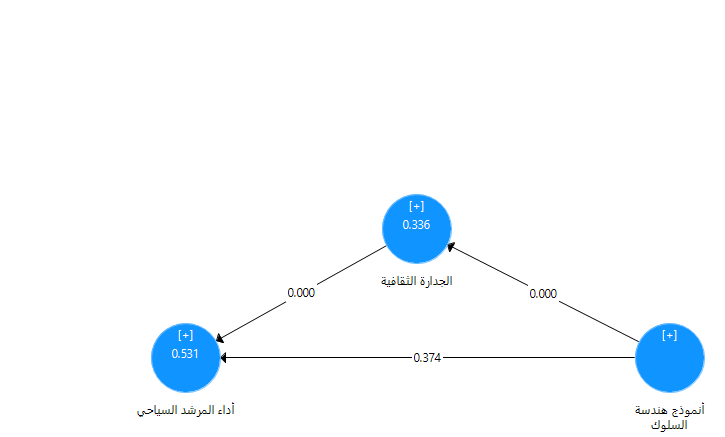 [+]
0.336
الجدارة الثقافية
0.000
0.000
[+]
0.531
أداء المرشد السياحي
0.374
[+]
أنموذج هندسة
السلوك